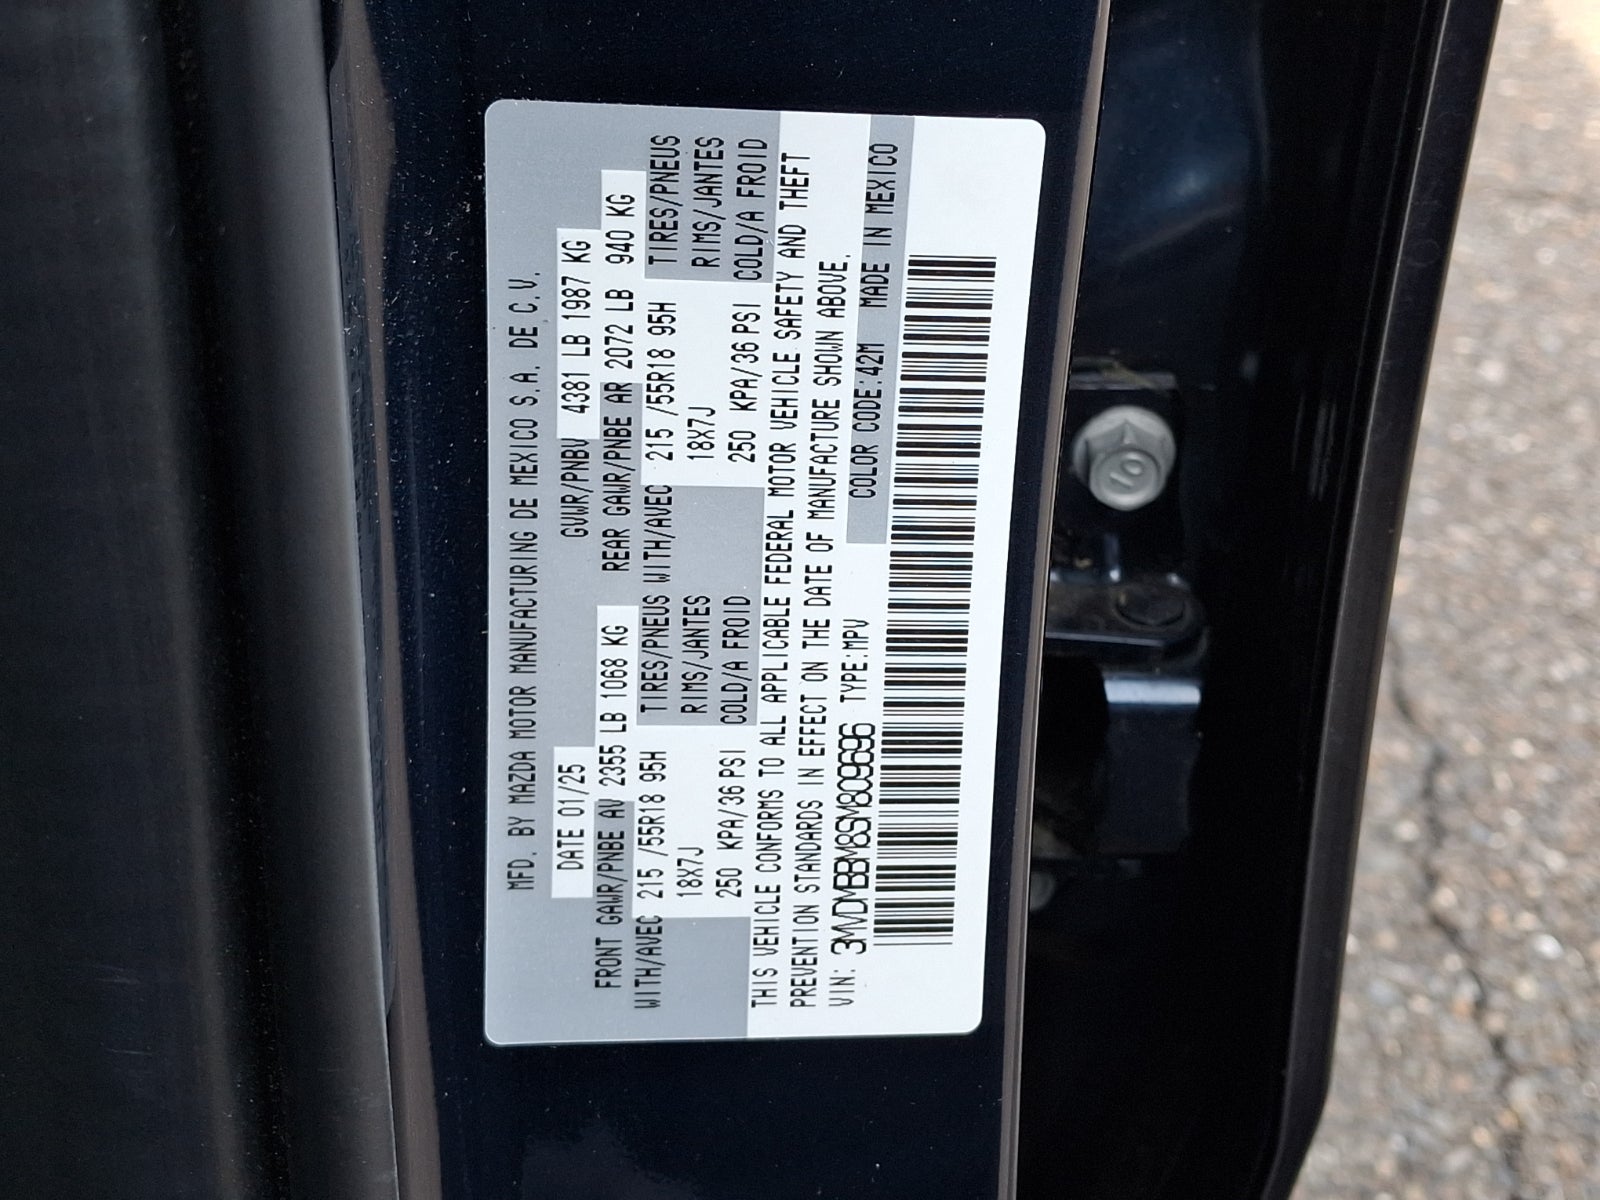 MFD. BY MAZDA MOTOR MANUFACTURING DE MEXICO S.A. DE C.V.
DATE 01/25 GVWR/PNBV 4381 LB 1987 KG
FRONT GAWR/PNBE AV 2355 LB 1068 KG REAR GAWR/PNBE AR 2072 LB 940 KG
WITH/AVEC 215 /55R18 95H TIRES/PNEUS WITH/AVEC 215 /55R18 95H TIRES/PNEUS
18X7J RIMS/JANTES 18X7J RIMS/JANTES
250 KPA/36 PSI COLD/A FROID 250 KPA/36 PSI COLD/A FROID
THIS VEHICLE CONFORMS TO ALL APPLICABLE FEDERAL MOTOR VEHICLE SAFETY AND THEFT
PREVENTION STANDARDS IN EFFECT ON THE DATE OF MANUFACTURE SHOWN ABOVE.
VIN: 3MVDMBBM8SM809696 TYPE:MPV COLOR CODE:42M MADE IN MEXICO